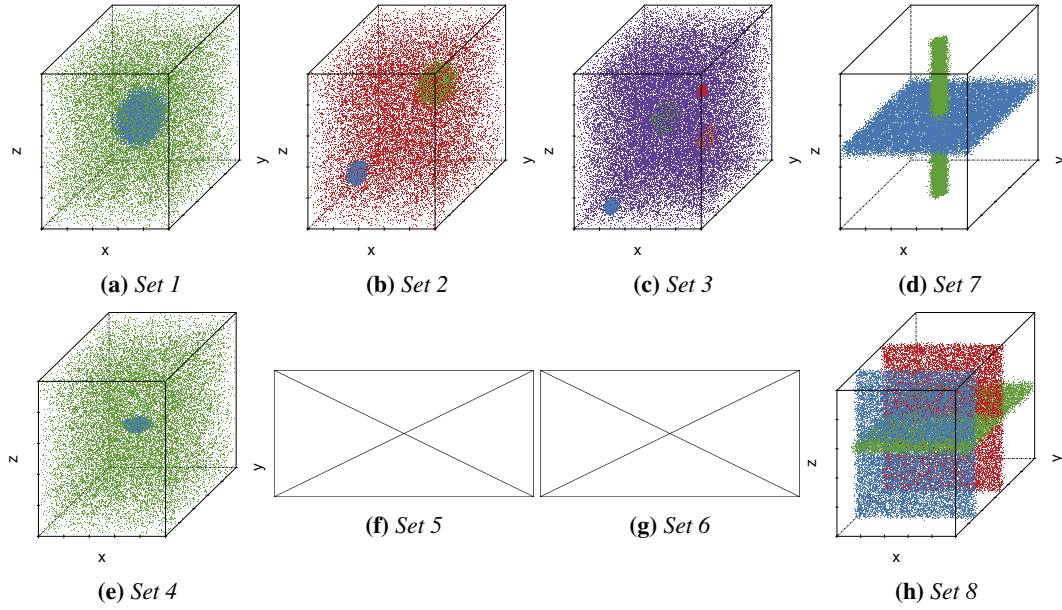 z
y
x
(a) Set 1
z
y
x
(b) Set 2
z
y
x
(c) Set 3
z
y
x
(d) Set 7
z
y
x
(e) Set 4
(f) Set 5
(g) Set 6
z
y
x
(h) Set 8